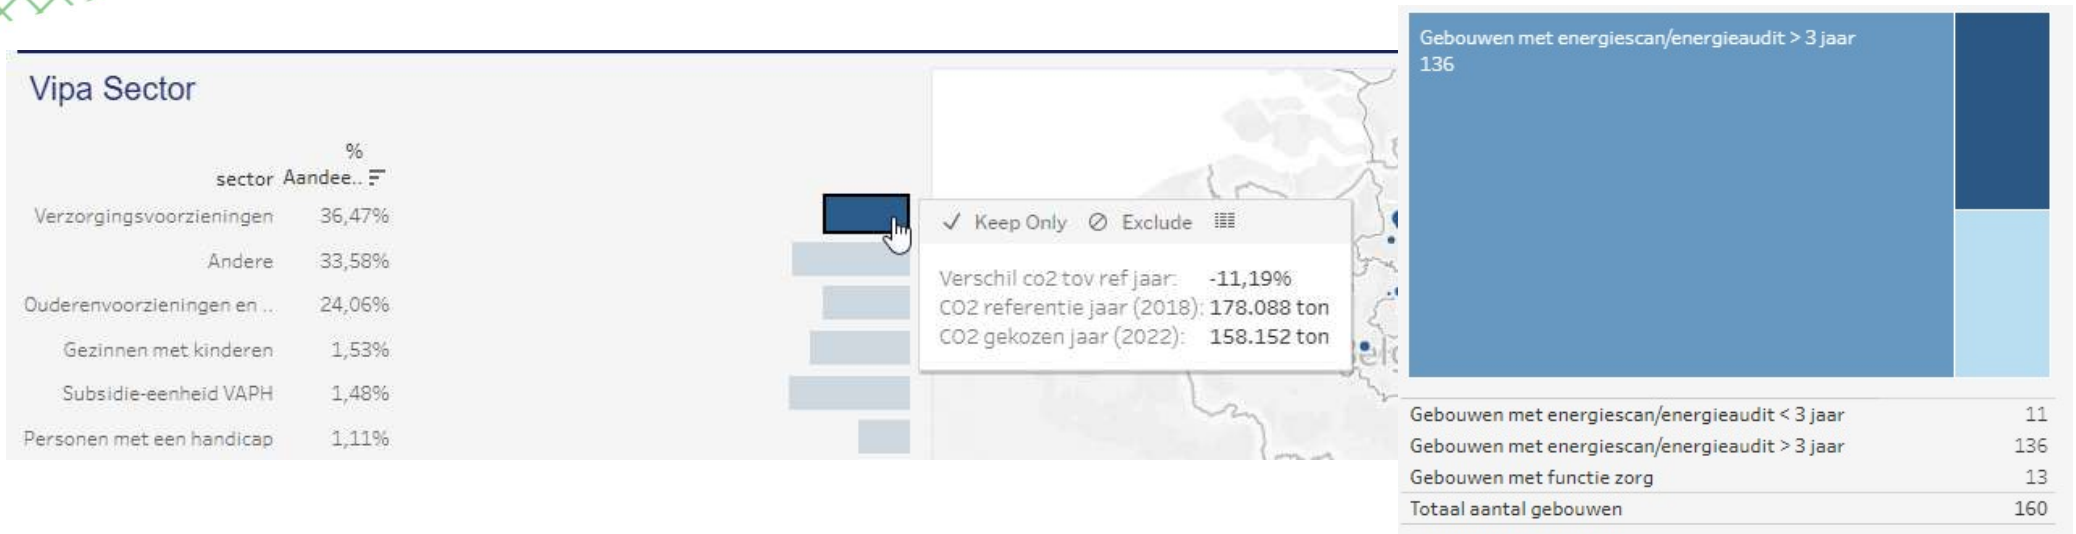 Vipa Sector
%
sector Aandee..
Verzorgingsvoorzieningen 36,47%
Andere 33,58%
Ouderenvoorzieningen en .. 24,06%
Gezinnen met kinderen 1,53%
Subsidie-eenheid VAPH 1,48%
Personen met een handicap 1,11%
Keep Only Exclude
Verschil co2 tov ref jaar: -11,19%
CO2 referentie jaar (2018): 178.088 ton
CO2 gekozen jaar (2022): 158.152 ton
Gebouwen met energiescan/energieaudit > 3 jaar
136
Gebouwen met energiescan/energieaudit < 3 jaar 11
Gebouwen met energiescan/energieaudit > 3 jaar 136
Gebouwen met functie zorg 13
Totaal aantal gebouwen 160